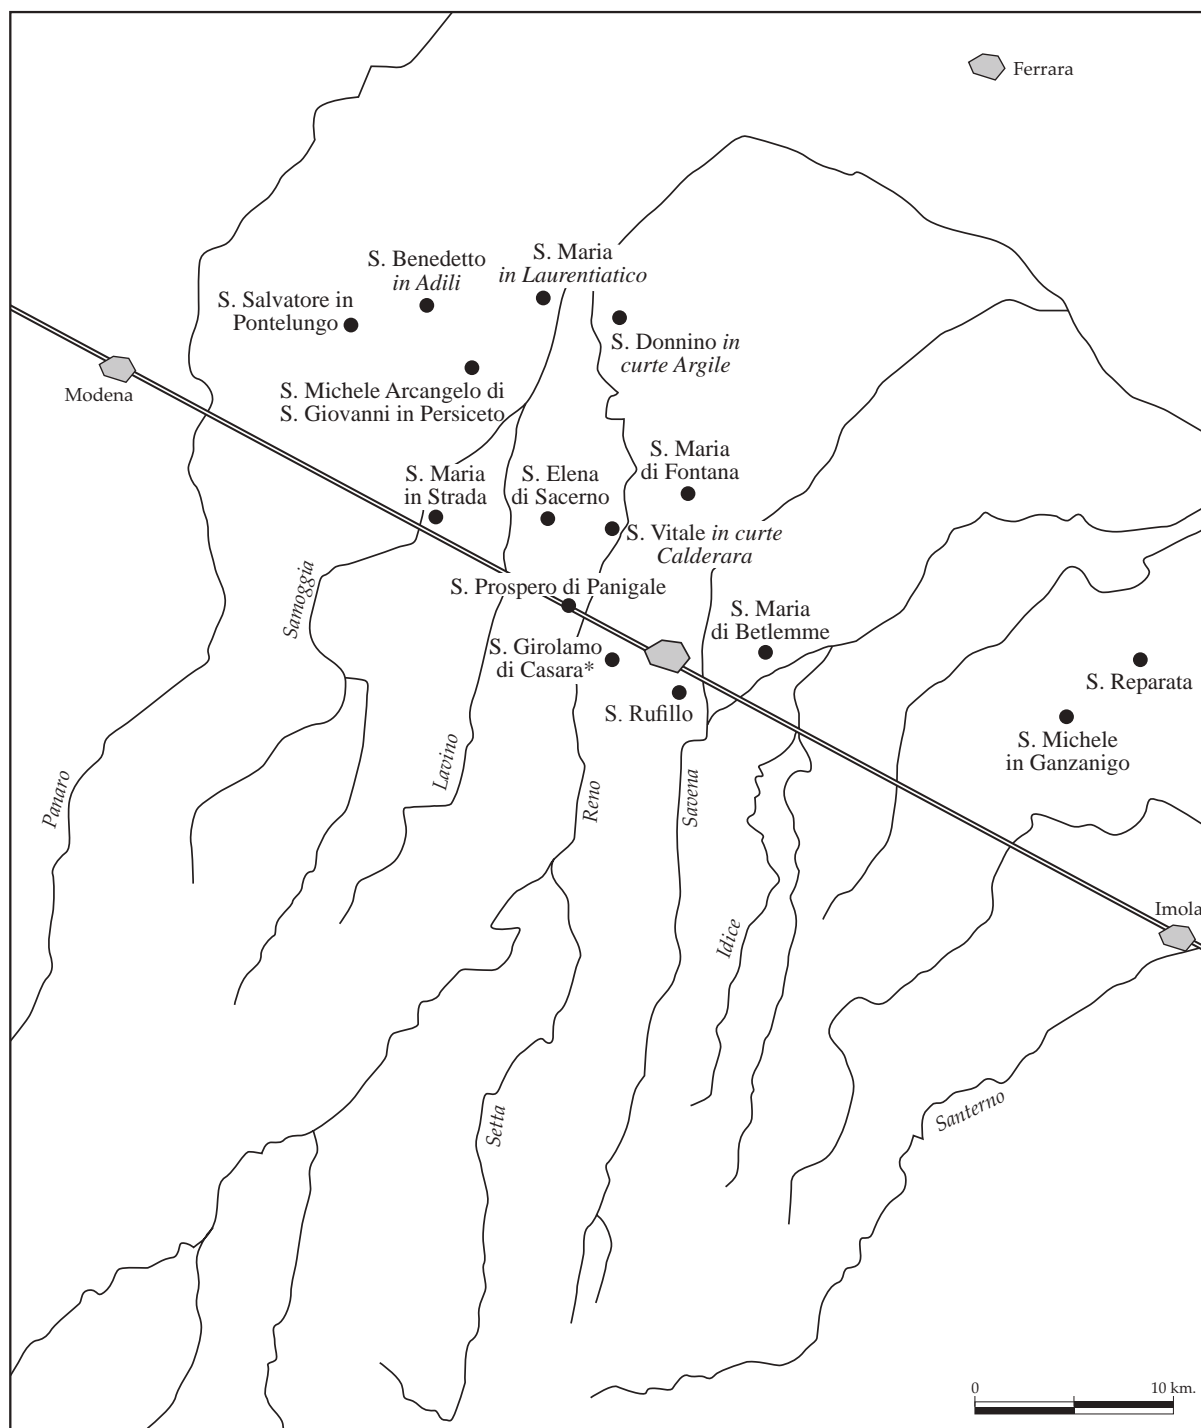 Ferrara
S. Maria
in Laurentiatico
S. Benedetto
in Adili
S. Salvatore in
Pontelungo
S. Donnino in
curte Argile
Modena
S. Michele Arcangelo di
S. Giovanni in Persiceto
S. Maria
di Fontana
S. Maria
in Strada
S. Elena
di Sacerno
S. Vitale in curte
Calderara
Samoggia
S. Prospero di Panigale
S. Maria
di Betlemme
S. Girolamo
di Casara*
S. Reparata
S. Rufillo
S. Michele
in Ganzanigo
Panaro
Lavino
Reno
Savena
Idice
Imola
Setta
Santerno
0 10 km.